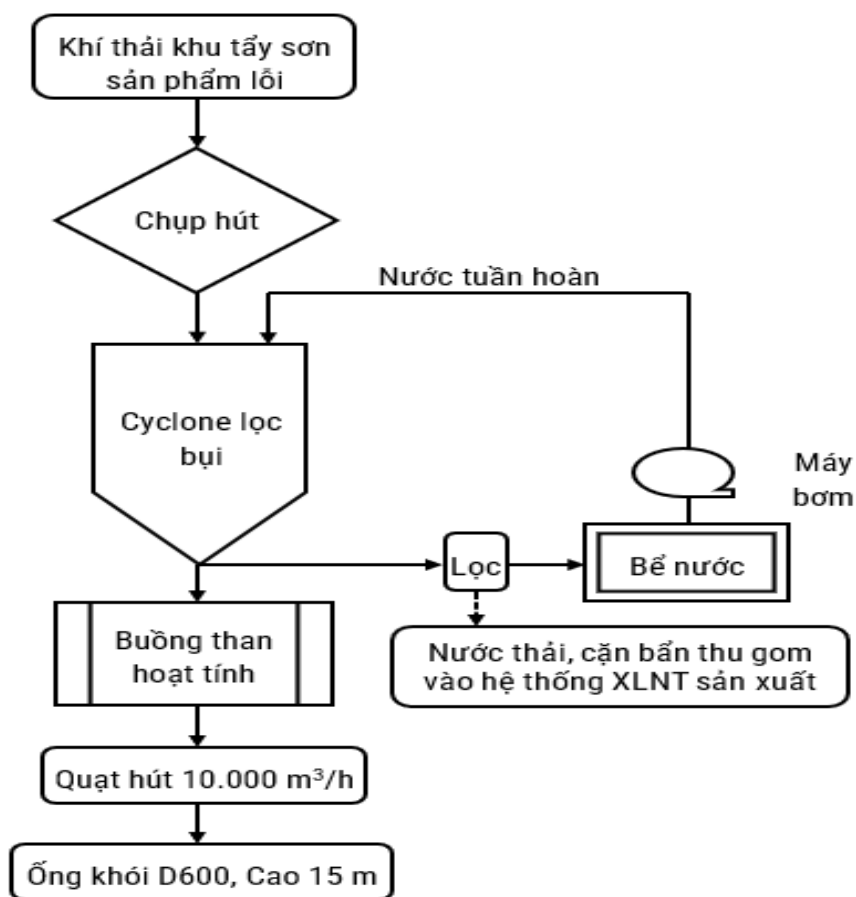 Khí thải khu tẩy sơn
sản phẩm lỗi
Chụp hút
Nước tuần hoàn
Cyclone lọc
bụi
Máy
bơm
Lọc
Bể nước
Buồng than
hoạt tính
Nước thải, cặn bẩn thu gom
vào hệ thống XLNT sản xuất
Quạt hút 10.000 m³/h
Ống khói D600, Cao 15 m